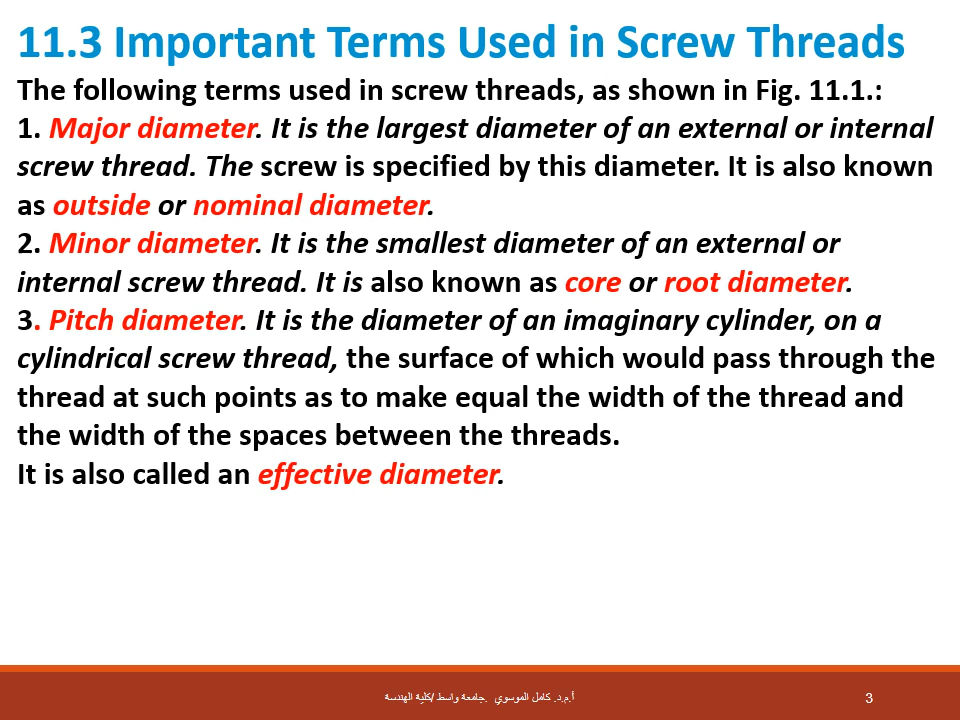 11.3 Important Terms Used in Screw Threads
The following terms used in screw threads, as shown in Fig. 11.1.:
1. Major diameter. It is the largest diameter of an external or internal
screw thread. The screw is specified by this diameter. It is also known
as outside or nominal diameter.
2. Minor diameter. It is the smallest diameter of an external or
internal screw thread. It is also known as core or root diameter.
3. Pitch diameter. It is the diameter of an imaginary cylinder, on a
cylindrical screw thread, the surface of which would pass through the
thread at such points as to make equal the width of the thread and
the width of the spaces between the threads.
It is also called an effective diameter.
أ.م.د. كامل الموسوي .جامعة واسط /كلية الهندسة
3